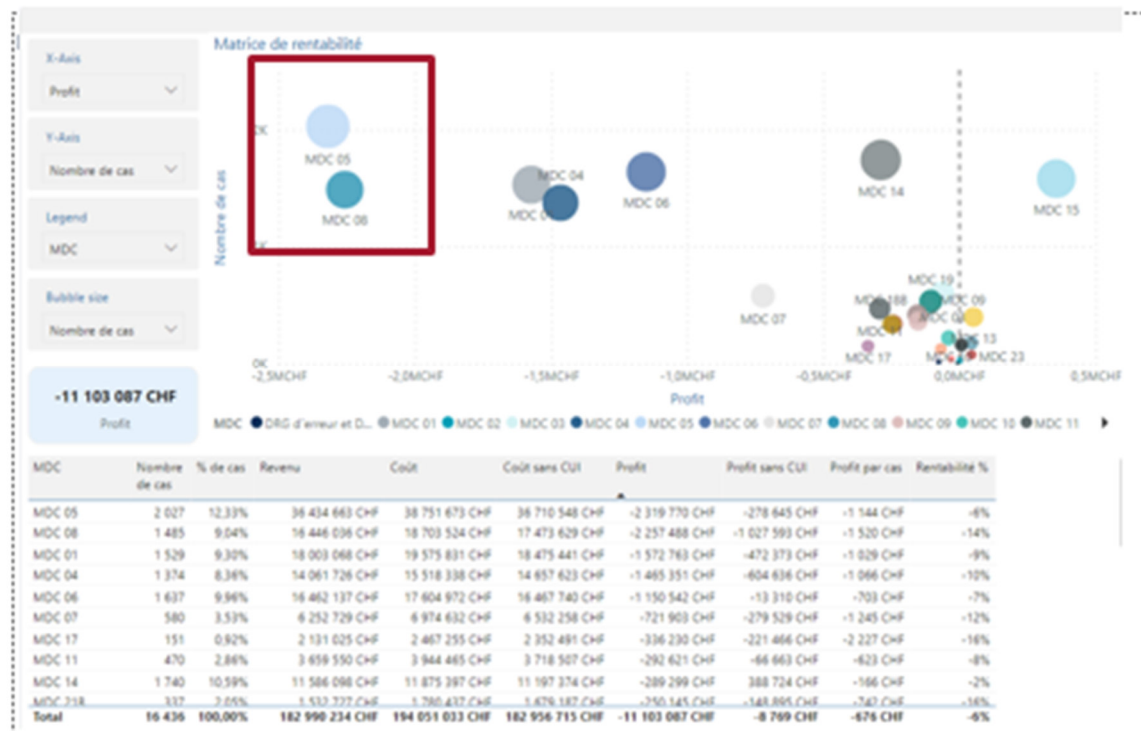 Matrice de rentabilité
X-Axis
Profit
Y-Axis
Nombre de cas
Legend
MDC
Bubble size
Nombre de cas
-11 103 087 CHF
Profit
Nombre de cas
1K
0K
MDC 05
MDC 08
MDC 04
MDC 06
MDC 14
MDC 15
MDC 07
MDC 19
MDC 09
MDC 17
MDC 23
-2,5MCHF -2,0MCHF -1,5MCHF -1,0MCHF -0,5MCHF 0,0MCHF 0,5MCHF
Profit
MDC DRG d'erreur et D... MDC 01 MDC 02 MDC 03 MDC 04 MDC 05 MDC 06 MDC 07 MDC 08 MDC 09 MDC 10 MDC 11
MDC Nombre de cas % de cas Revenu Coût Coût sans CUI Profit Profit sans CUI Profit par cas Rentabilité %
MDC 05 2 027 12,33% 36 434 663 CHF 38 751 673 CHF 36 710 548 CHF -2 319 770 CHF -278 645 CHF -1 144 CHF -6%
MDC 08 1 485 9,04% 16 446 036 CHF 18 703 524 CHF 17 473 629 CHF -2 257 488 CHF -1 027 593 CHF -1 520 CHF -14%
MDC 01 1 529 9,30% 18 003 068 CHF 19 575 831 CHF 18 475 441 CHF -1 572 763 CHF -472 373 CHF -1 029 CHF -9%
MDC 04 1 374 8,36% 14 061 726 CHF 15 518 338 CHF 14 657 623 CHF -1 465 351 CHF -604 636 CHF -1 066 CHF -10%
MDC 06 1 637 9,96% 16 462 137 CHF 17 604 972 CHF 16 467 740 CHF -1 150 542 CHF -13 310 CHF -703 CHF -7%
MDC 07 580 3,53% 6 252 729 CHF 6 974 632 CHF 6 532 258 CHF -721 903 CHF -279 529 CHF -1 245 CHF -12%
MDC 17 151 0,92% 2 131 025 CHF 2 467 255 CHF 2 352 491 CHF -336 230 CHF -221 466 CHF -2 227 CHF -16%
MDC 11 470 2,86% 3 659 550 CHF 3 944 465 CHF 3 718 507 CHF -292 621 CHF -66 663 CHF -623 CHF -8%
MDC 14 1 740 10,59% 11 586 098 CHF 11 875 397 CHF 11 197 374 CHF -289 299 CHF 388 724 CHF -166 CHF -2%
Total 16 436 100,00% 182 990 234 CHF 194 051 033 CHF 182 956 715 CHF -11 103 087 CHF -8 769 CHF -676 CHF -6%